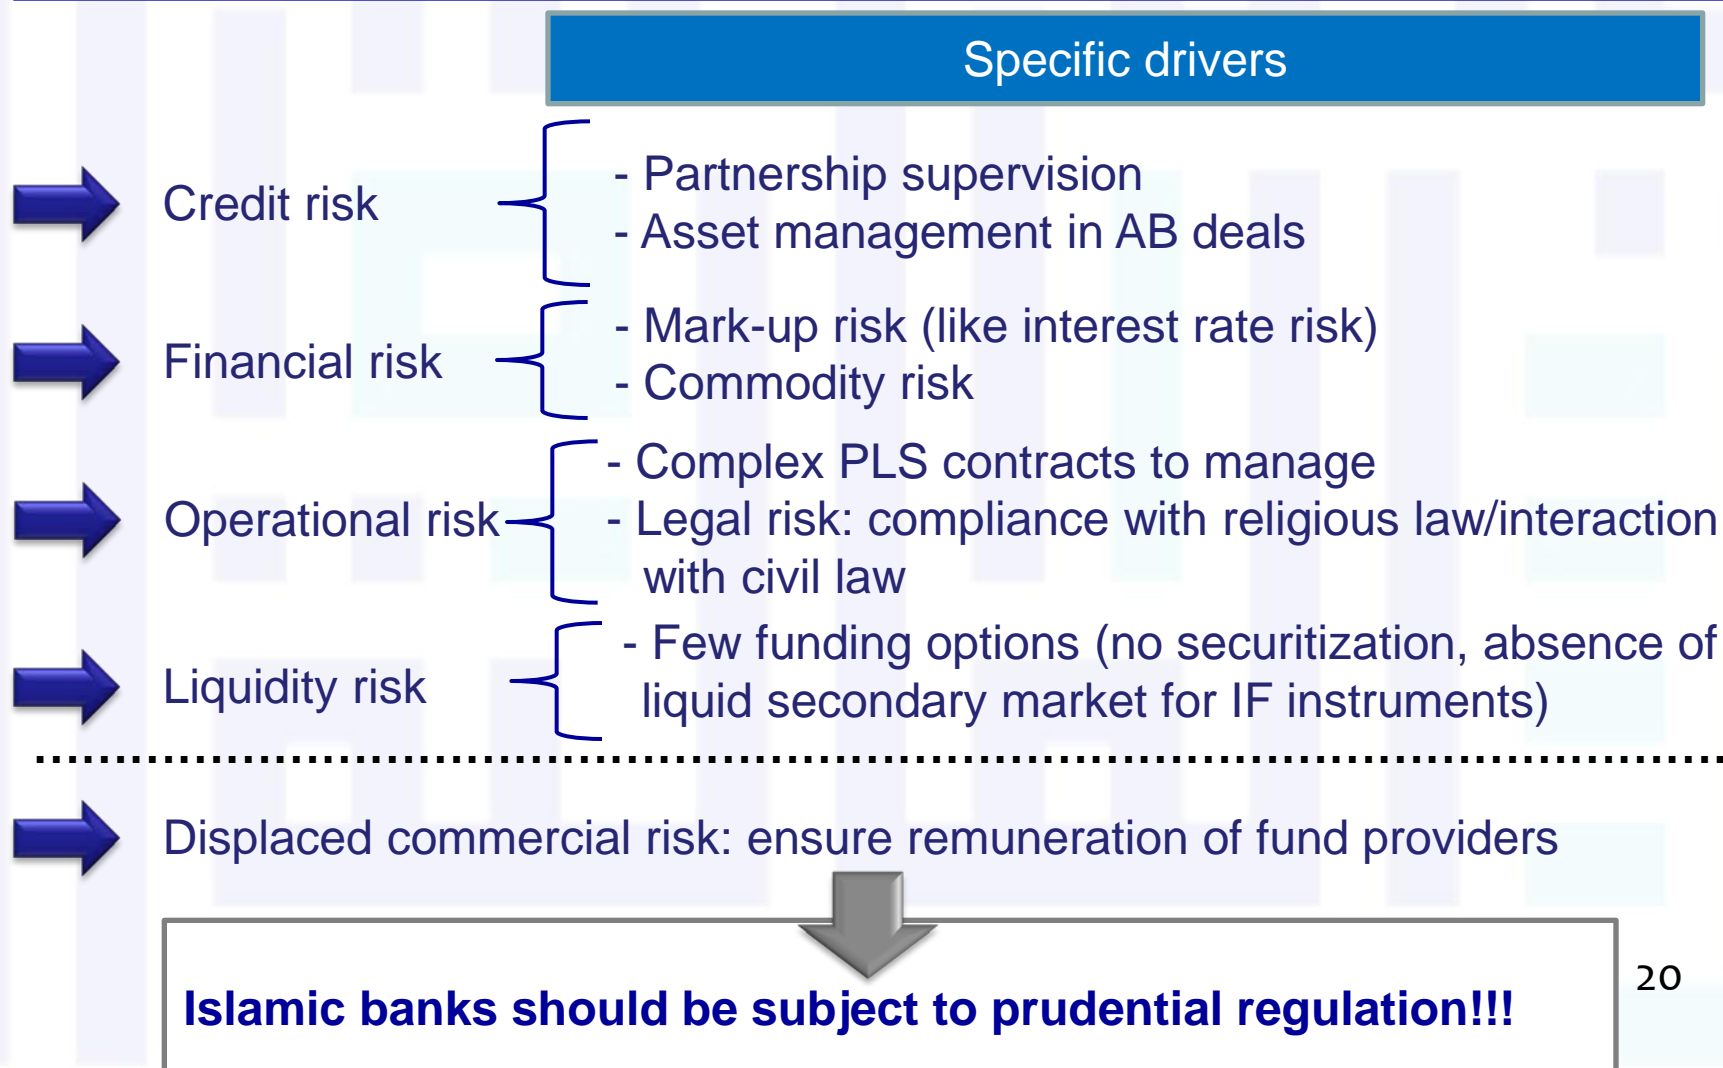 Specific drivers
Credit risk
- Partnership supervision
- Asset management in AB deals
Financial risk
- Mark-up risk (like interest rate risk)
- Commodity risk
Operational risk
- Complex PLS contracts to manage
- Legal risk: compliance with religious law/interaction
with civil law
Liquidity risk
- Few funding options (no securitization, absence of
liquid secondary market for IF instruments)
Displaced commercial risk: ensure remuneration of fund providers
Islamic banks should be subject to prudential regulation!!!
20